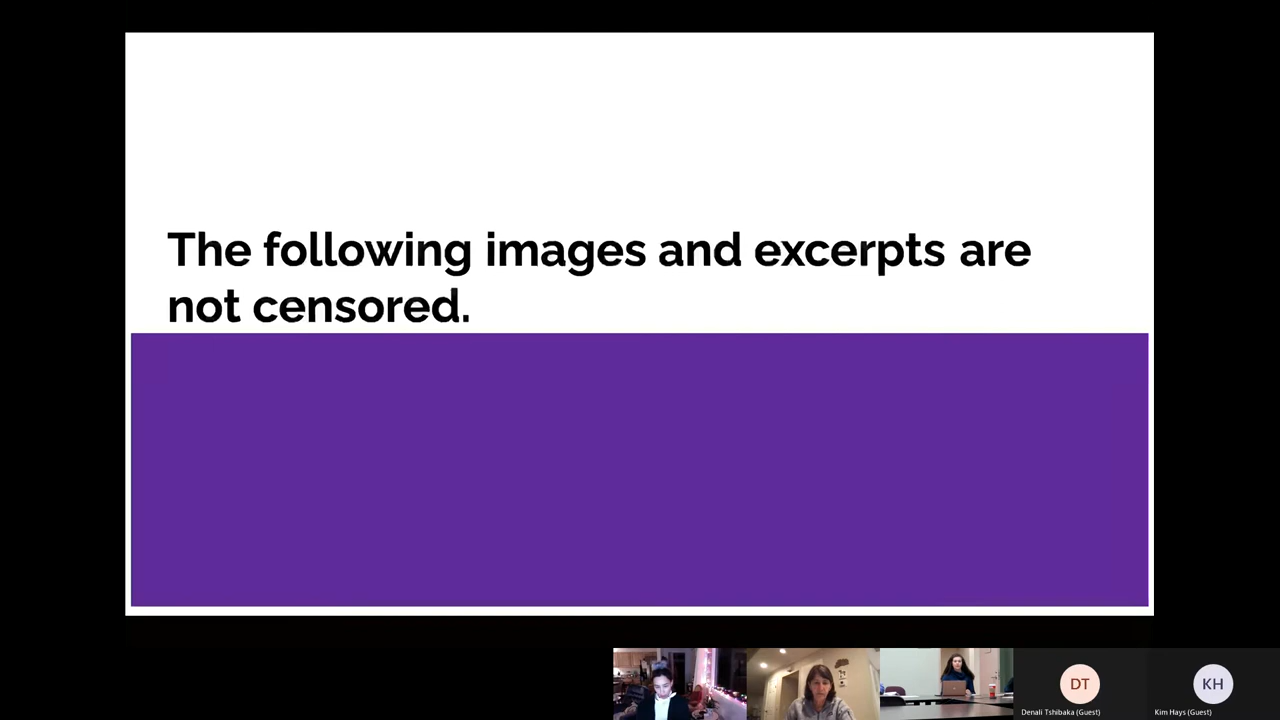 The following images and excerpts are
not censored.
DT
KH
Denali Tshibaka (Guest)
Kim Hays (Guest)